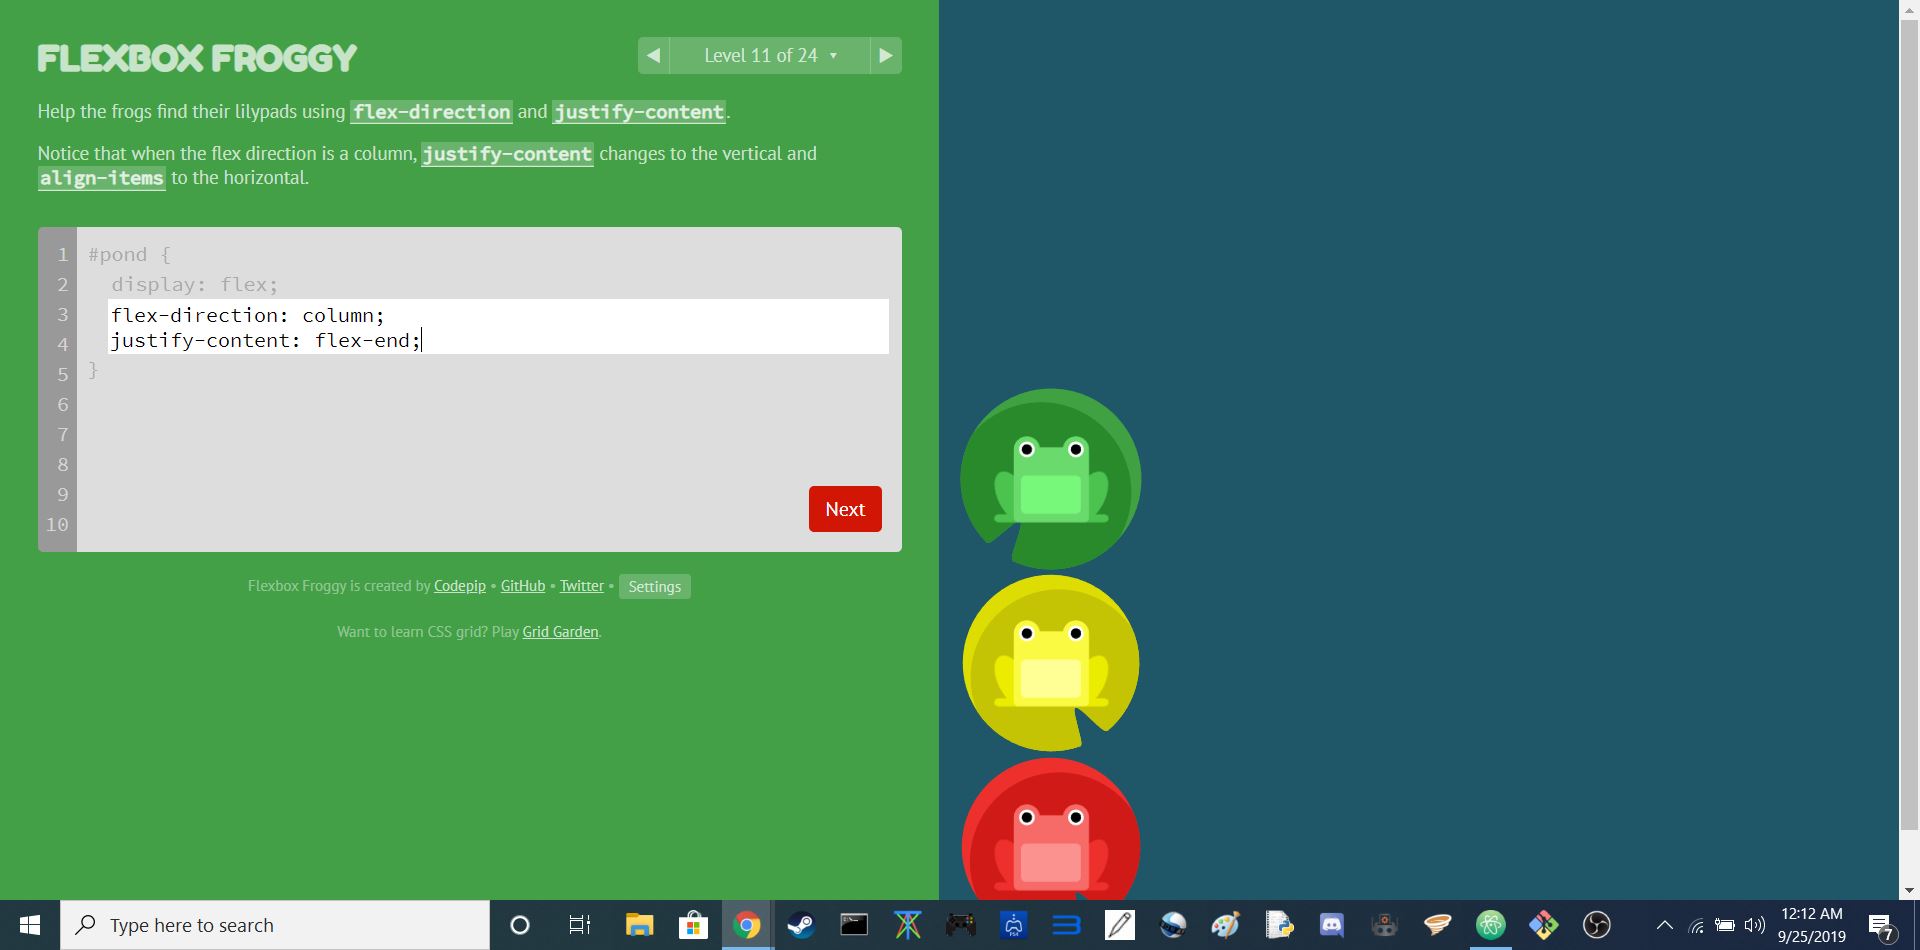 FLEXBOX FROGGY
◀ Level 11 of 24 ▾ ▶
Help the frogs find their lilypads using flex-direction and justify-content.
Notice that when the flex direction is a column, justify-content changes to the vertical and
align-items to the horizontal.
1 #pond {
2 display: flex;
3 flex-direction: column;
4 justify-content: flex-end;
5 }
6
7
8
9
10
Next
Flexbox Froggy is created by Codepip • GitHub • Twitter • Settings
Want to learn CSS grid? Play Grid Garden.
Type here to search
12:12 AM
9/25/2019
7